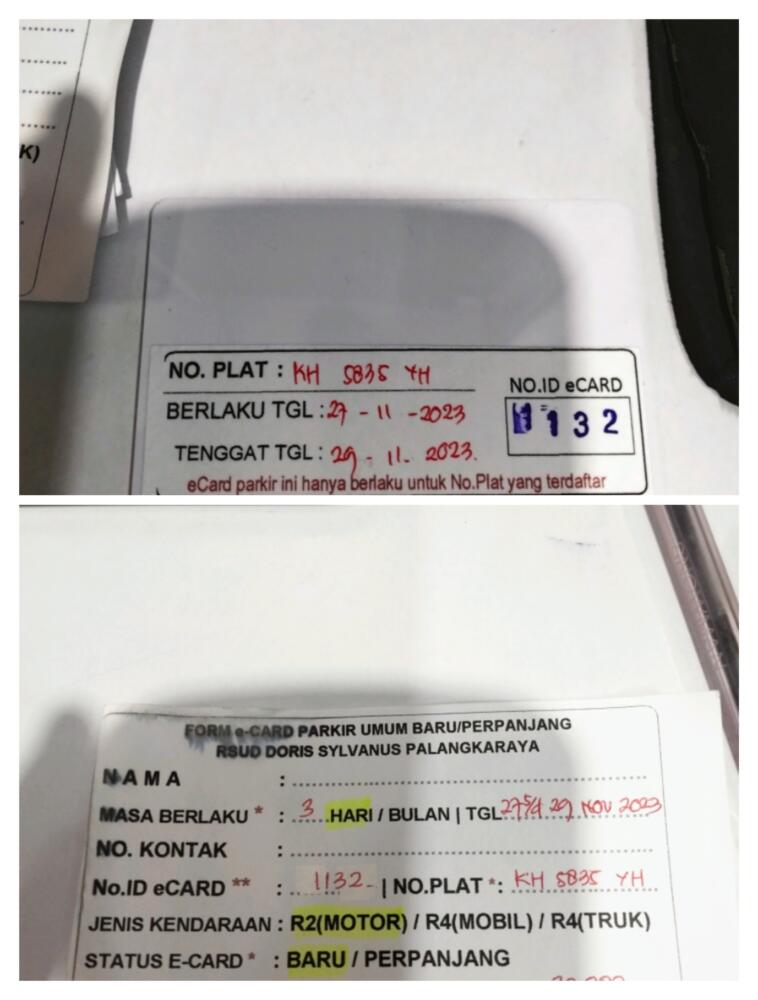 K)
NO. PLAT : KH 5835 YH
BERLAKU TGL : 27 - 11 - 2023
NO.ID eCARD
1132
TENGGAT TGL : 29 - 11 - 2023.
eCard parkir ini hanya berlaku untuk No.Plat yang terdaftar
FORM e-CARD PARKIR UMUM BARU/PERPANJANG
RSUD DORIS SYLVANUS PALANGKARAYA
NAMA : ........................................
MASA BERLAKU * : ..3...HARI / BULAN | TGL 27 S/d 29 NOV 2023
NO. KONTAK : ........................................
No.ID eCARD ** : ...1132-... | NO.PLAT *: KH 5835 YH
JENIS KENDARAAN : R2(MOTOR) / R4(MOBIL) / R4(TRUK)
STATUS E-CARD * : BARU / PERPANJANG